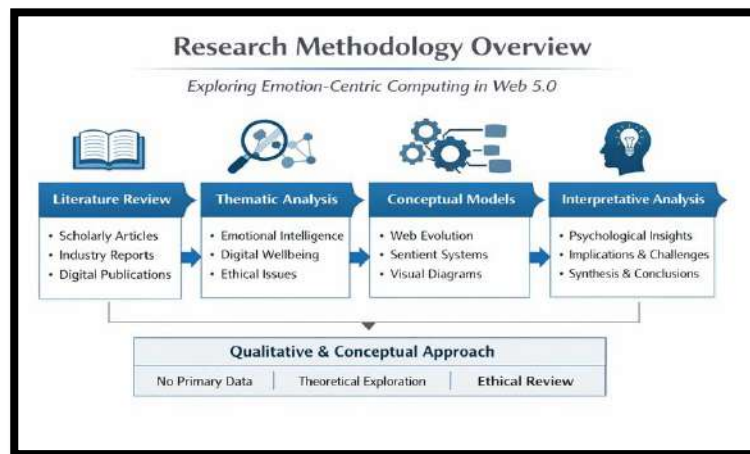 Research Methodology Overview
Exploring Emotion-Centric Computing in Web 5.0
Literature Review
• Scholarly Articles
• Industry Reports
• Digital Publications
Thematic Analysis
• Emotional Intelligence
• Digital Wellbeing
• Ethical Issues
Conceptual Models
• Web Evolution
• Sentient Systems
• Visual Diagrams
Interpretative Analysis
• Psychological Insights
• Implications & Challenges
• Synthesis & Conclusions
Qualitative & Conceptual Approach
No Primary Data | Theoretical Exploration | Ethical Review